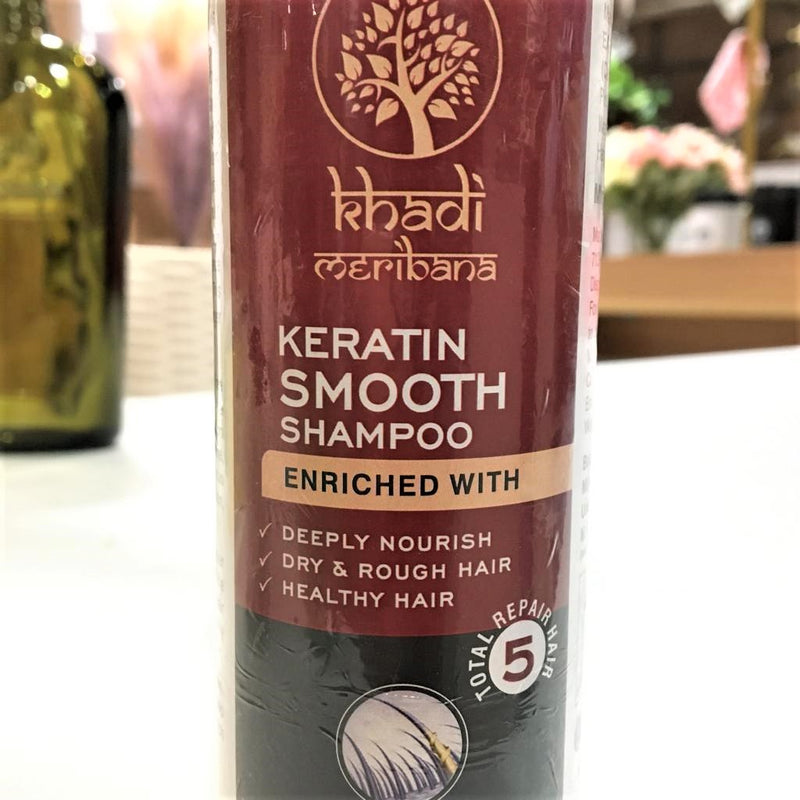 khadi
meribana
KERATIN
SMOOTH
SHAMPOO
ENRICHED WITH
✓ DEEPLY NOURISH
✓ DRY & ROUGH HAIR
✓ HEALTHY HAIR
TOTAL REPAIR HAIR
5